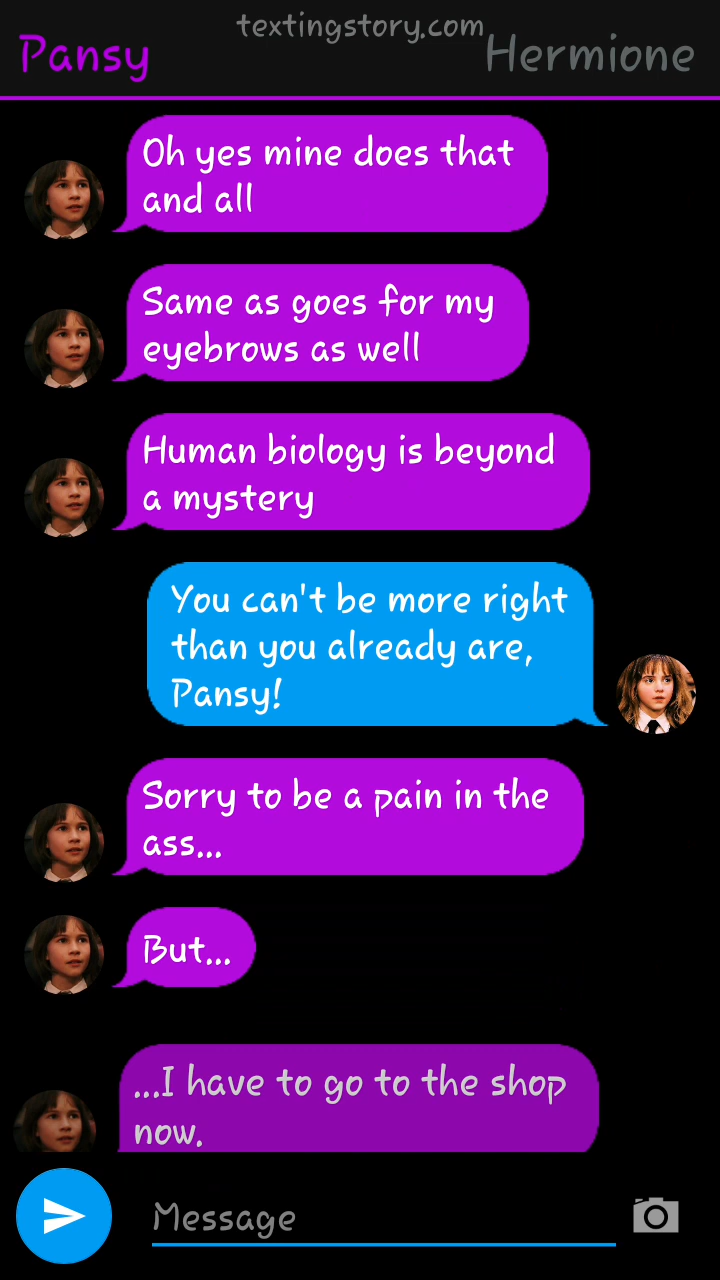 textingstory.com
Pansy
Hermione
Oh yes mine does that
and all
Same as goes for my
eyebrows as well
Human biology is beyond
a mystery
You can't be more right
than you already are,
Pansy!
Sorry to be a pain in the
ass...
But...
...I have to go to the shop
now.
Message